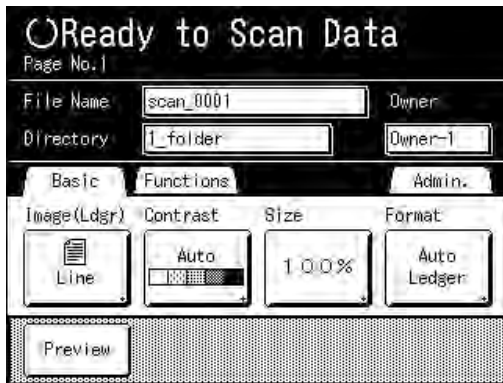 Ready to Scan Data
Page No.1
File Name scan_0001 Owner
Directory 1_folder Owner-1
Basic Functions Admin.
Image(Ldgr) Contrast Size Format
Line Auto 100% Auto Ledger
Preview